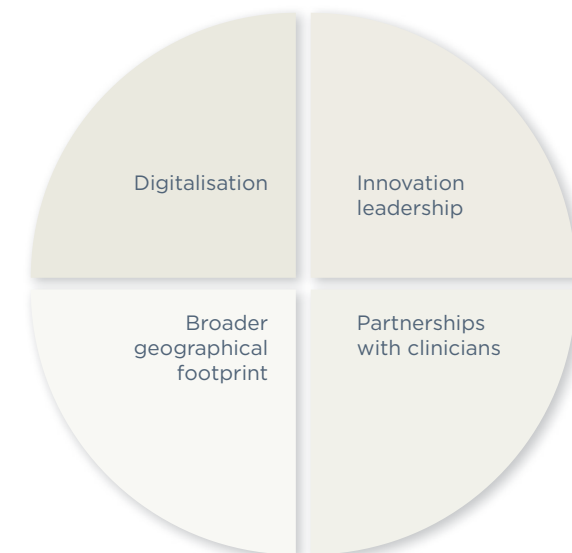 Digitalisation
Innovation
leadership
Broader
geographical
footprint
Partnerships
with clinicians